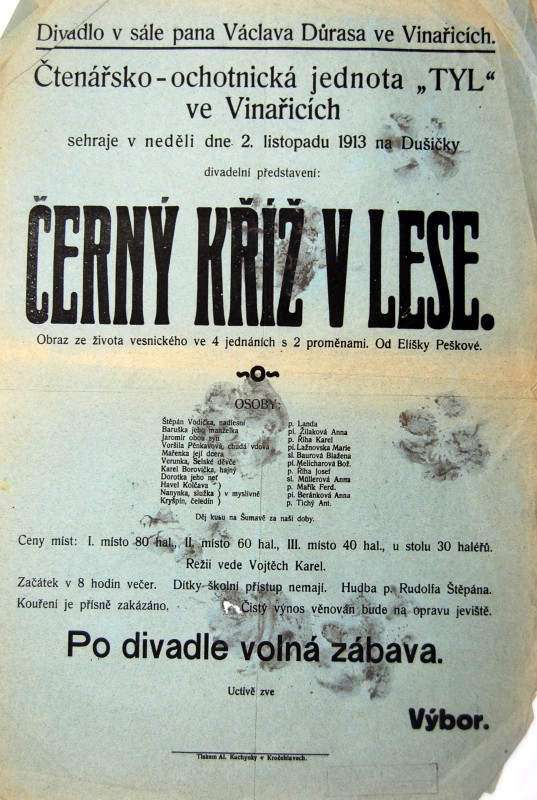 Divadlo v sále pana Václava Důrasa ve Vinařicích.
Čtenářsko-ochotnická jednota „TYL“
ve Vinařicích
sehraje v neděli dne 2. listopadu 1913 na Dušičky
divadelní představení:
ČERNÝ KŘÍŽ V LESE.
Obraz ze života vesnického ve 4 jednáních s 2 proměnami. Od Elišky Peškové.
OSOBY:
Štěpán Vodička, nadlesní p. Landa
Baruška jeho manželka pí. Žilaková Anna
Jaromír obou syn p. Říha Karel
Voršila Pěnkavová, chudá vdova pí. Lažnovska Marie
Mařenka její dcera sl. Baurová Blažena
Verunka, Selské děvče pí. Melicharová Bož.
Karel Borovička, hajný p. Říha Josef
Dorotka jeho neť sl. Müllerová Anna
Havel Kolčava ) p. Mařík Ferd.
Nanynka, služka ) v myslivně pí. Beránková Anna
Kryšpín, čeledín ) p. Tichý Ant.
Děj kusu na Šumavě za naší doby.
Ceny míst: I. místo 80 hal., II. místo 60 hal., III. místo 40 hal., u stolu 30 haléřů.
Režii vede Vojtěch Karel.
Začátek v 8 hodin večer. Dítky školní přístup nemají. Hudba p. Rudolfa Štěpána.
Kouření je přísně zakázáno. Čistý výnos věnován bude na opravu jeviště.
Po divadle volná zábava.
Uctivě zve
Výbor.
Tiskem Al. Kuchynky v Kročehlavech.